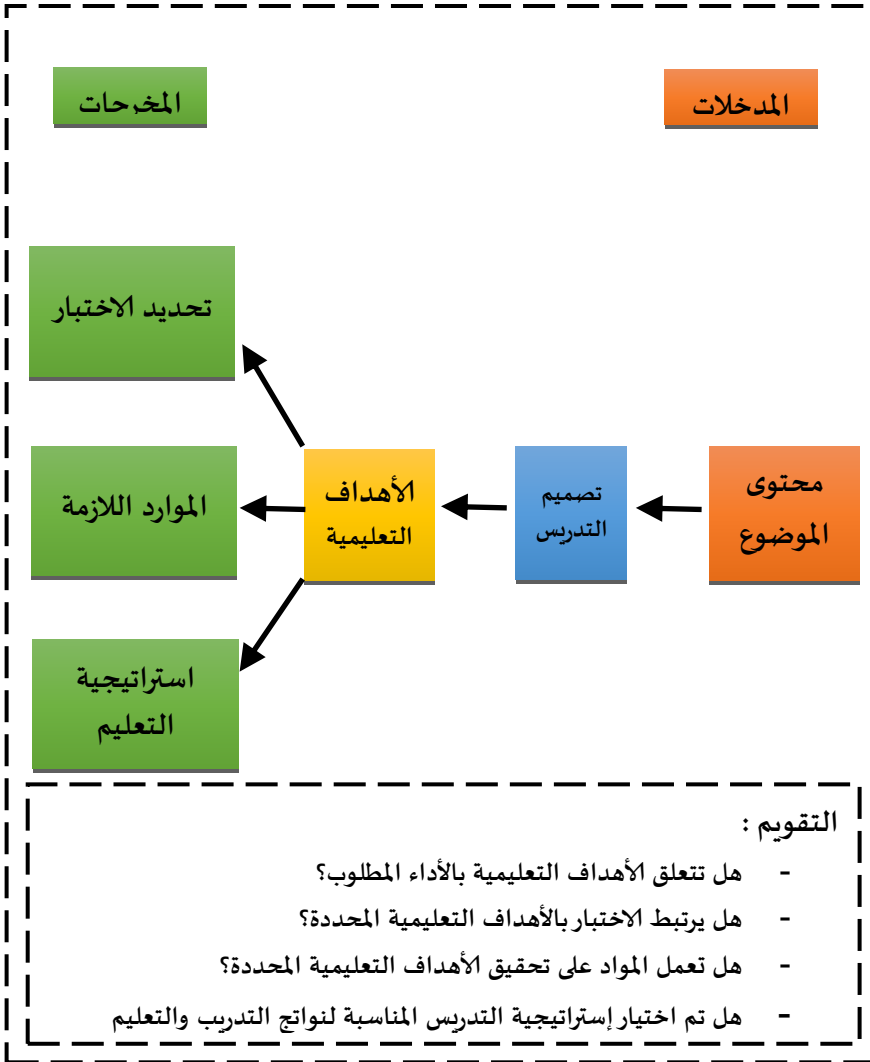 المدخلات
المخرجات
تحديد الاختبار
محتوى
الموضوع
تصميم
التدريس
الأهداف
التعليمية
الموارد اللازمة
استراتيجية
التعليم
التقويم :
- هل تتعلق الأهداف التعليمية بالأداء المطلوب؟
- هل يرتبط الاختبار بالأهداف التعليمية المحددة؟
- هل تعمل المواد على تحقيق الأهداف التعليمية المحددة؟
- هل تم اختيار إستراتيجية التدريس المناسبة لنواتج التدريب والتعليم